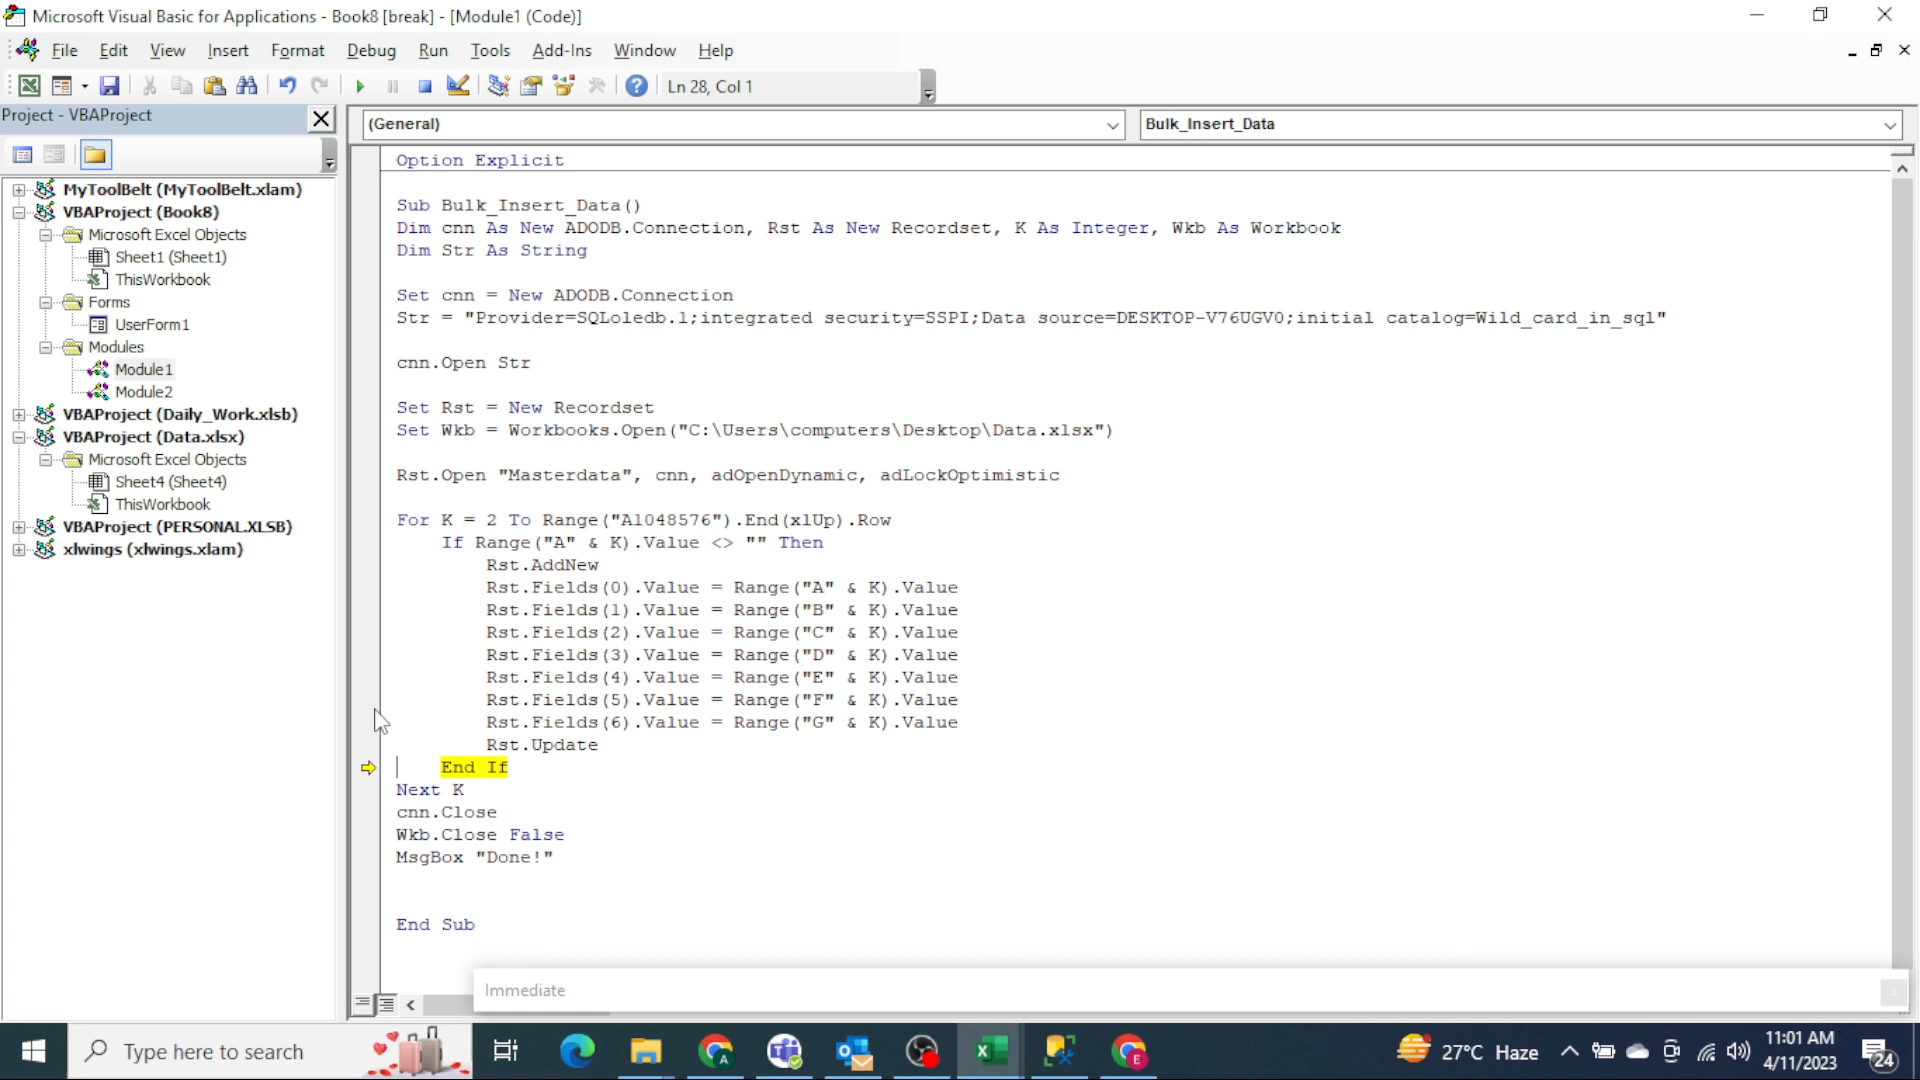 Microsoft Visual Basic for Applications - Book8 [break] - [Module1 (Code)]
File Edit View Insert Format Debug Run Tools Add-Ins Window Help
Ln 28, Col 1
Project - VBAProject
(General)
Bulk_Insert_Data
MyToolBelt (MyToolBelt.xlam)
VBAProject (Book8)
Microsoft Excel Objects
Sheet1 (Sheet1)
ThisWorkbook
Forms
UserForm1
Modules
Module1
Module2
VBAProject (Daily_Work.xlsb)
VBAProject (Data.xlsx)
Microsoft Excel Objects
Sheet4 (Sheet4)
ThisWorkbook
VBAProject (PERSONAL.XLSB)
xlwings (xlwings.xlam)
Option Explicit
Sub Bulk_Insert_Data()
Dim cnn As New ADODB.Connection, Rst As New Recordset, K As Integer, Wkb As Workbook
Dim Str As String
Set cnn = New ADODB.Connection
Str = "Provider=SQLoledb.1;integrated security=SSPI;Data source=DESKTOP-V76UGV0;initial catalog=Wild_card_in_sql"
cnn.Open Str
Set Rst = New Recordset
Set Wkb = Workbooks.Open("C:\Users\computers\Desktop\Data.xlsx")
Rst.Open "Masterdata", cnn, adOpenDynamic, adLockOptimistic
For K = 2 To Range("A1048576").End(xlUp).Row
If Range("A" & K).Value <> "" Then
Rst.AddNew
Rst.Fields(0).Value = Range("A" & K).Value
Rst.Fields(1).Value = Range("B" & K).Value
Rst.Fields(2).Value = Range("C" & K).Value
Rst.Fields(3).Value = Range("D" & K).Value
Rst.Fields(4).Value = Range("E" & K).Value
Rst.Fields(5).Value = Range("F" & K).Value
Rst.Fields(6).Value = Range("G" & K).Value
Rst.Update
End If
Next K
cnn.Close
Wkb.Close False
MsgBox "Done!"
End Sub
Immediate
Type here to search
27°C Haze
11:01 AM
4/11/2023
24